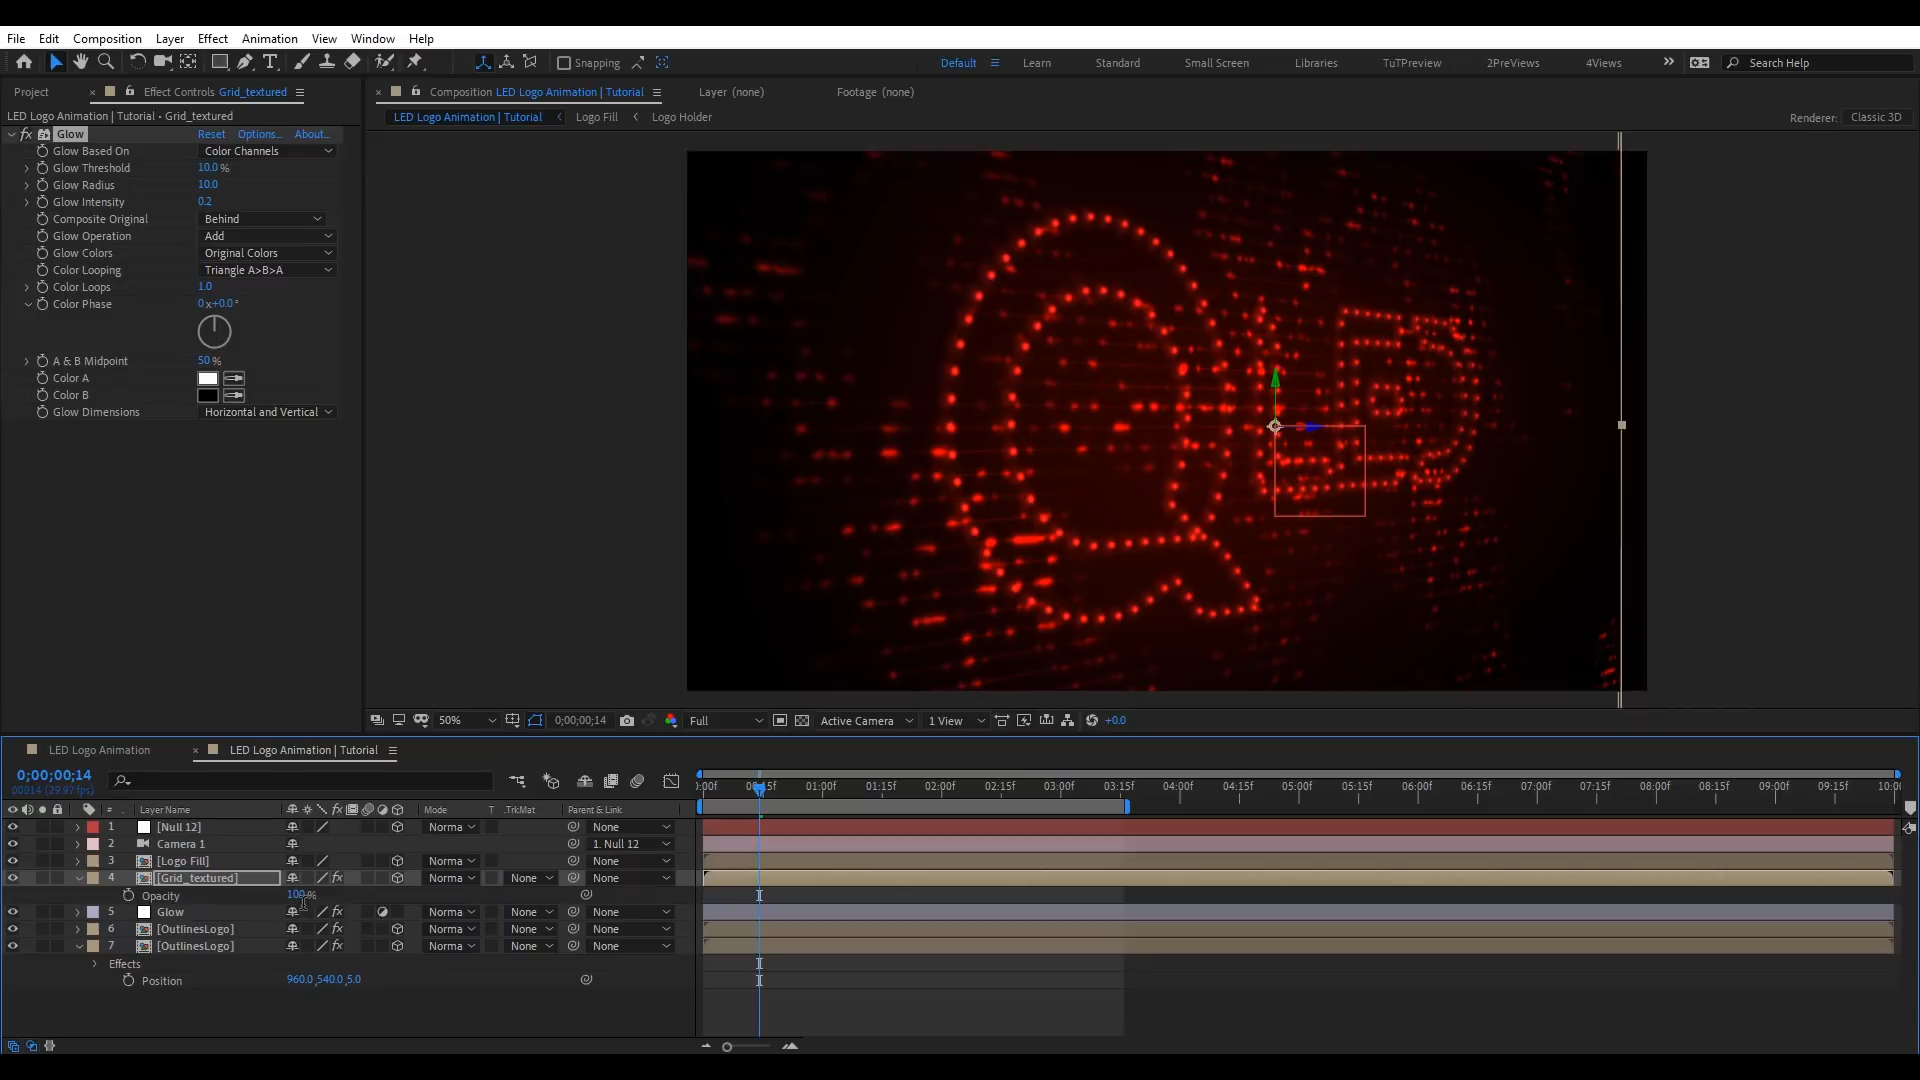 File Edit Composition Layer Effect Animation View Window Help
Snapping Default Learn Standard Small Screen Libraries TuTPreview 2PreViews 4Views Search Help
Project Effect Controls Grid_textured
Composition LED Logo Animation | Tutorial Layer (none) Footage (none)
LED Logo Animation | Tutorial • Grid_textured
LED Logo Animation | Tutorial Logo Fill Logo Holder
Renderer: Classic 3D
fx Glow Reset Options... About...
Glow Based On Color Channels
Glow Threshold 10.0 %
Glow Radius 10.0
Glow Intensity 0.2
Composite Original Behind
Glow Operation Add
Glow Colors Original Colors
Color Looping Triangle A>B>A
Color Loops 1.0
Color Phase 0 x+0.0°
A & B Midpoint 50 %
Color A
Color B
Glow Dimensions Horizontal and Vertical
50% 0;00;00;14 Full Active Camera 1 View +0.0
LED Logo Animation LED Logo Animation | Tutorial
0;00;00;14
00014 (29.97 fps)
:00f 00:15f 01:00f 01:15f 02:00f 02:15f 03:00f 03:15f 04:00f 04:15f 05:00f 05:15f 06:00f 06:15f 07:00f 07:15f 08:00f 08:15f 09:00f 09:15f 10:00
# Layer Name fx Mode T .TrkMat Parent & Link
1 [Null 12] Norma None
2 Camera 1 1. Null 12
3 [Logo Fill] Norma None
4 [Grid_textured] fx Norma None None
Opacity 100 %
5 Glow fx Norma None None
6 [OutlinesLogo] fx Norma None None
7 [OutlinesLogo] fx Norma None None
Effects
Position 960.0,540.0,5.0